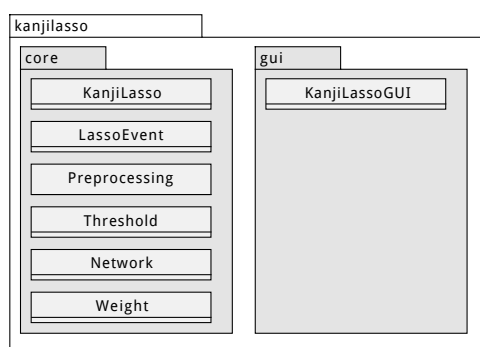 kanjilasso
core
KanjiLasso
LassoEvent
Preprocessing
Threshold
Network
Weight
gui
KanjiLassoGUI